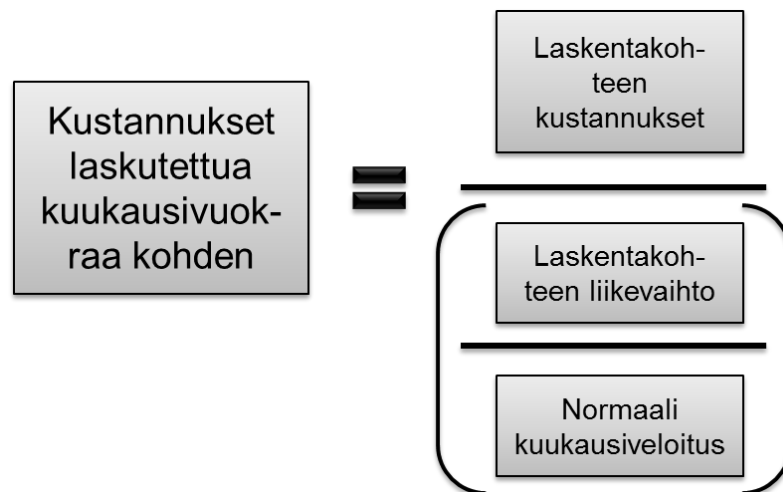 Kustannukset
laskutettua
kuukausivuok-
raa kohden
=
Laskentakoh-
teen
kustannukset
Laskentakoh-
teen liikevaihto
Normaali
kuukausiveloitus